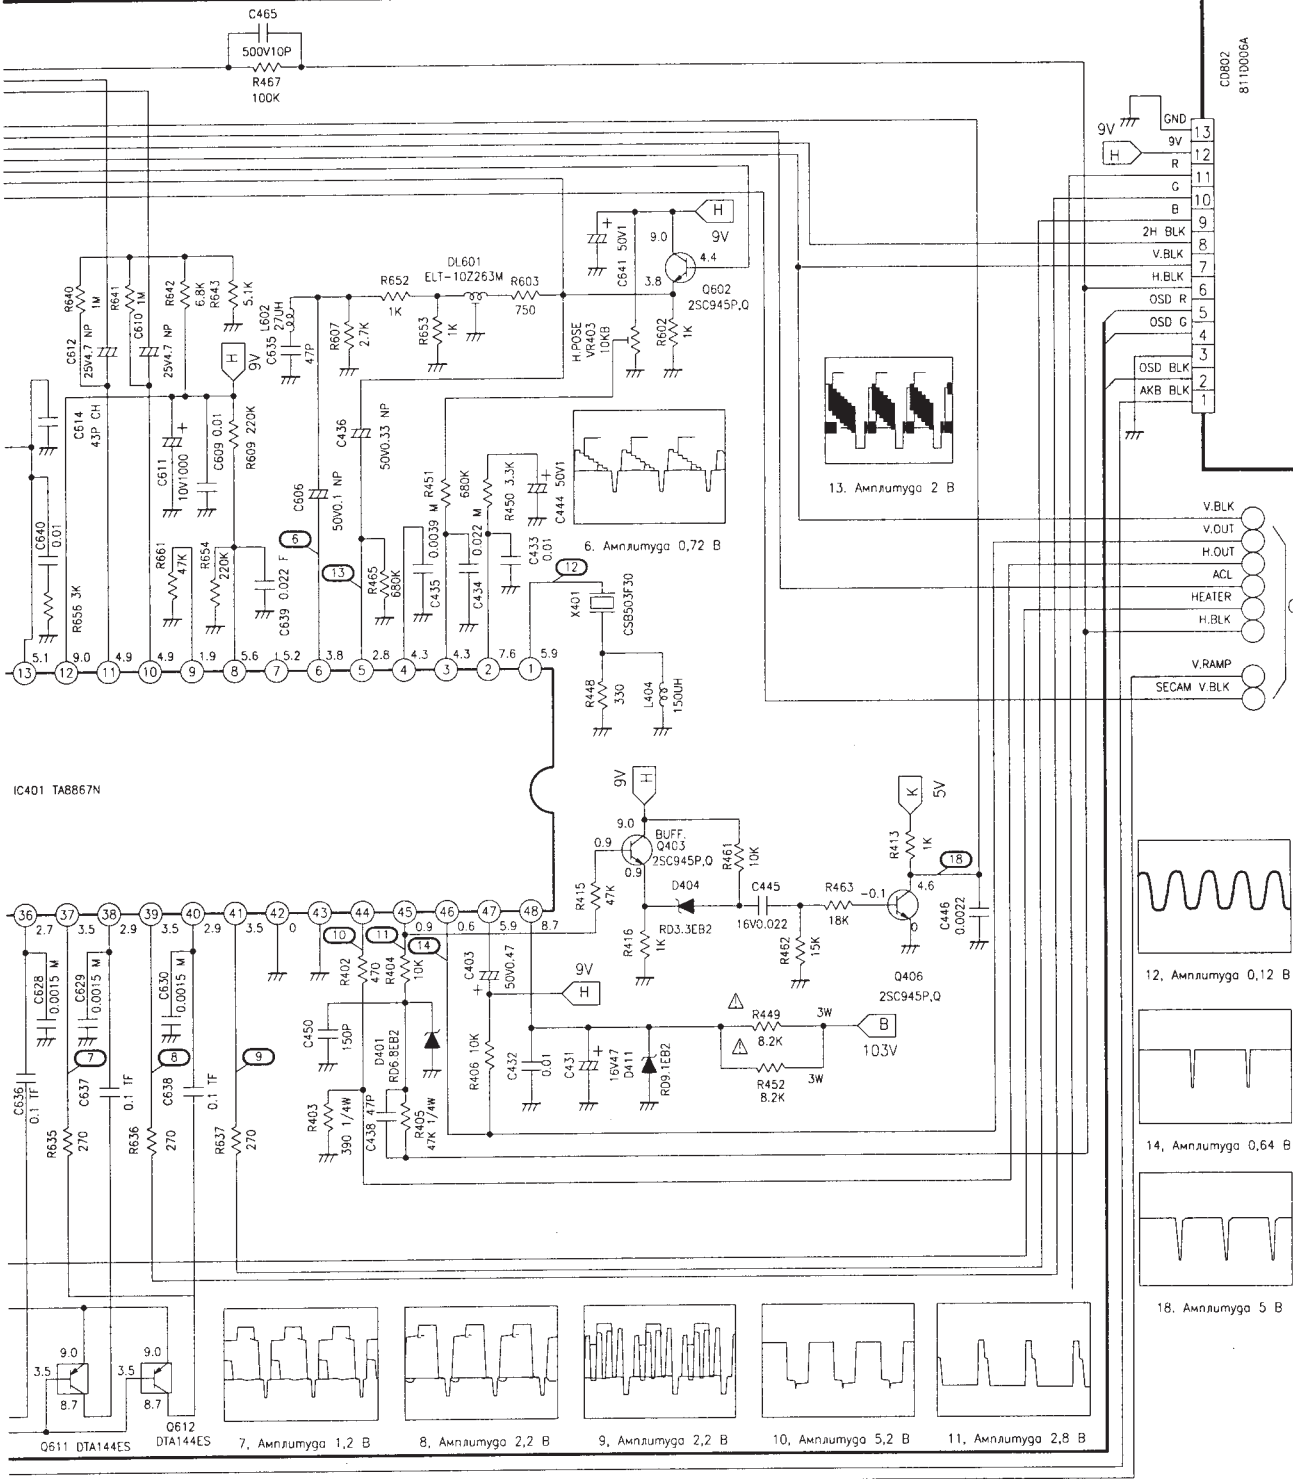 C465
500V10P
R467
100K
CD802
811D006A
9V
H
GND
13
9V
12
R
11
G
10
B
9
2H BLK
8
V.BLK
7
H.BLK
6
OSD R
5
OSD G
4
3
OSD BLK
2
AKB BLK
1
R640
1M
C612
25V4.7 NP
R641
1M
C610
25V4.7 NP
R642
6.8K
R643
5.1K
H
9V
L602
27UH
C635
47P
R607
2.7K
R652
1K
R653
1K
DL601
ELT-10Z263M
R603
750
C641 50V1
9.0
H
9V
4.4
3.8
Q602
2SC945P,Q
H.POSE
VR403
10KB
R602
1K
C614
43P CH
C611
10V1000
C609 0.01
R609 220K
C606
50V0.1 NP
C436
50V0.33 NP
R451
680K
R450 3.3K
C444 50V1
6. Амплитуда 0,72 В
13. Амплитуда 2 В
C640
0.01
R656 3K
R661
47K
R654
220K
C639 0.022 F
6
13
R465
680K
C435
0.0039 M
C434
0.022 M
C433
0.01
12
X401
CSB503F30
R448
330
L404
150UH
V.BLK
V.OUT
H.OUT
ACL
HEATER
H.BLK
V.RAMP
SECAM V.BLK
5.1 9.0 4.9 4.9 1.9 5.6 5.2 3.8 2.8 4.3 4.3 7.6 5.9
13 12 11 10 9 8 7 6 5 4 3 2 1
IC401 TA8867N
9V
H
9.0
BUFF.
Q403
2SC945P,Q
0.9
0.9
R415
47K
R461
10K
D404
RD3.3EB2
C445
16V0.022
R416
1K
R462
15K
R463
18K
-0.1
K
5V
R413
1K
18
4.6
0
C446
0.0022
Q406
2SC945P,Q
12, Амплитуда 0,12 В
36 37 38 39 40 41 42 43 44 45 46 47 48
2.7 3.5 2.9 3.5 2.9 3.5 0 0.9 0.6 5.9 8.7
10
11
14
C628
0.0015 M
C629
0.0015 M
C630
0.0015 M
7
8
9
C636
0.1 TF
C637
0.1 TF
C638
0.1 TF
R635
270
R636
270
R637
270
R402
470
R404
10K
C450
150P
D401
RD6.8EB2
R403
390 1/4W
C438 47P
R405
47K 1/4W
C403
50V0.47
R406 10K
9V
H
C432
0.01
C431
16V47
D411
RD9.1EB2
R449
8.2K
3W
R452
8.2K
3W
B
103V
14, Амплитуда 0,64 В
18. Амплитуда 5 В
9.0
3.5
8.7
Q611 DTA144ES
9.0
3.5
8.7
Q612
DTA144ES
7, Амплитуда 1,2 В
8, Амплитуда 2,2 В
9, Амплитуда 2,2 В
10, Амплитуда 5,2 В
11, Амплитуда 2,8 В